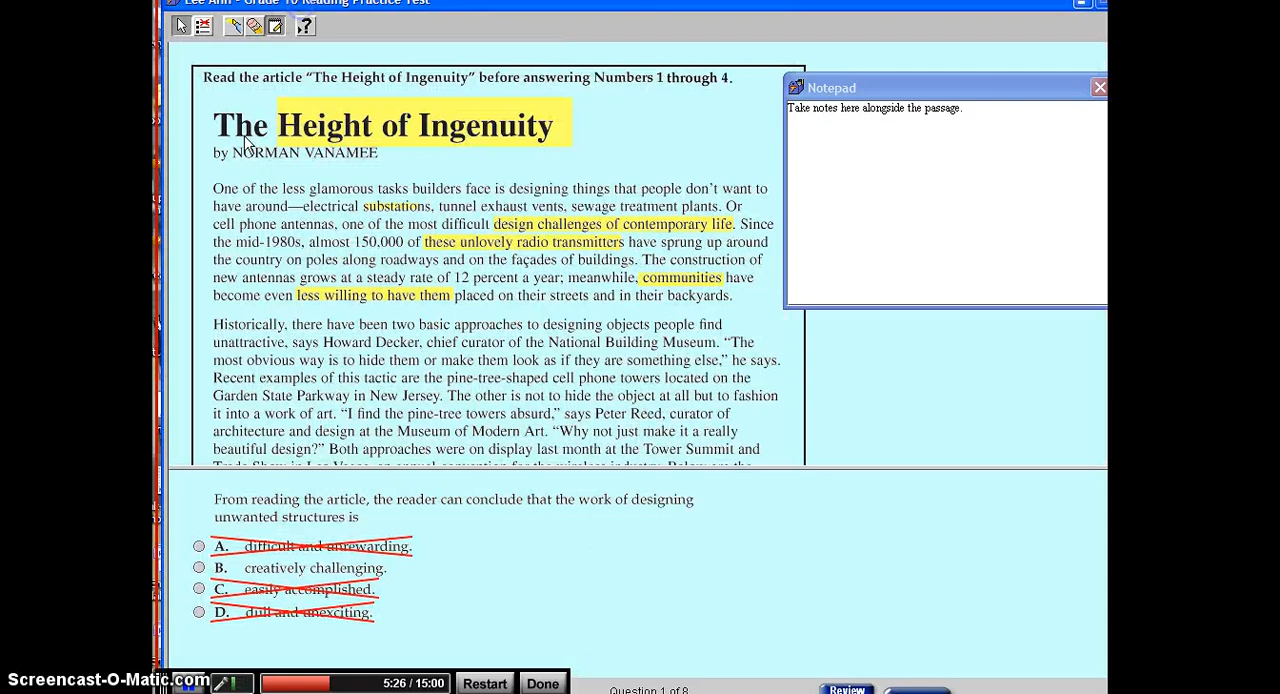 Lee Ann - Grade 10 Reading Practice Test
Read the article “The Height of Ingenuity” before answering Numbers 1 through 4.
Notepad
Take notes here alongside the passage.
The Height of Ingenuity
by NORMAN VANAMEE
One of the less glamorous tasks builders face is designing things that people don’t want to
have around—electrical substations, tunnel exhaust vents, sewage treatment plants. Or
cell phone antennas, one of the most difficult design challenges of contemporary life. Since
the mid-1980s, almost 150,000 of these unlovely radio transmitters have sprung up around
the country on poles along roadways and on the façades of buildings. The construction of
new antennas grows at a steady rate of 12 percent a year; meanwhile, communities have
become even less willing to have them placed on their streets and in their backyards.
Historically, there have been two basic approaches to designing objects people find
unattractive, says Howard Decker, chief curator of the National Building Museum. “The
most obvious way is to hide them or make them look as if they are something else,” he says.
Recent examples of this tactic are the pine-tree-shaped cell phone towers located on the
Garden State Parkway in New Jersey. The other is not to hide the object at all but to fashion
it into a work of art. “I find the pine-tree towers absurd,” says Peter Reed, curator of
architecture and design at the Museum of Modern Art. “Why not just make it a really
beautiful design?” Both approaches were on display last month at the Tower Summit and
Trade Show in Las Vegas, an annual convention for the wireless industry. Below are the
From reading the article, the reader can conclude that the work of designing
unwanted structures is
A. difficult and unrewarding.
B. creatively challenging.
C. easily accomplished.
D. dull and unexciting.
Screencast-O-Matic.com
5:26 / 15:00
Restart
Done
Question 1 of 8
Review